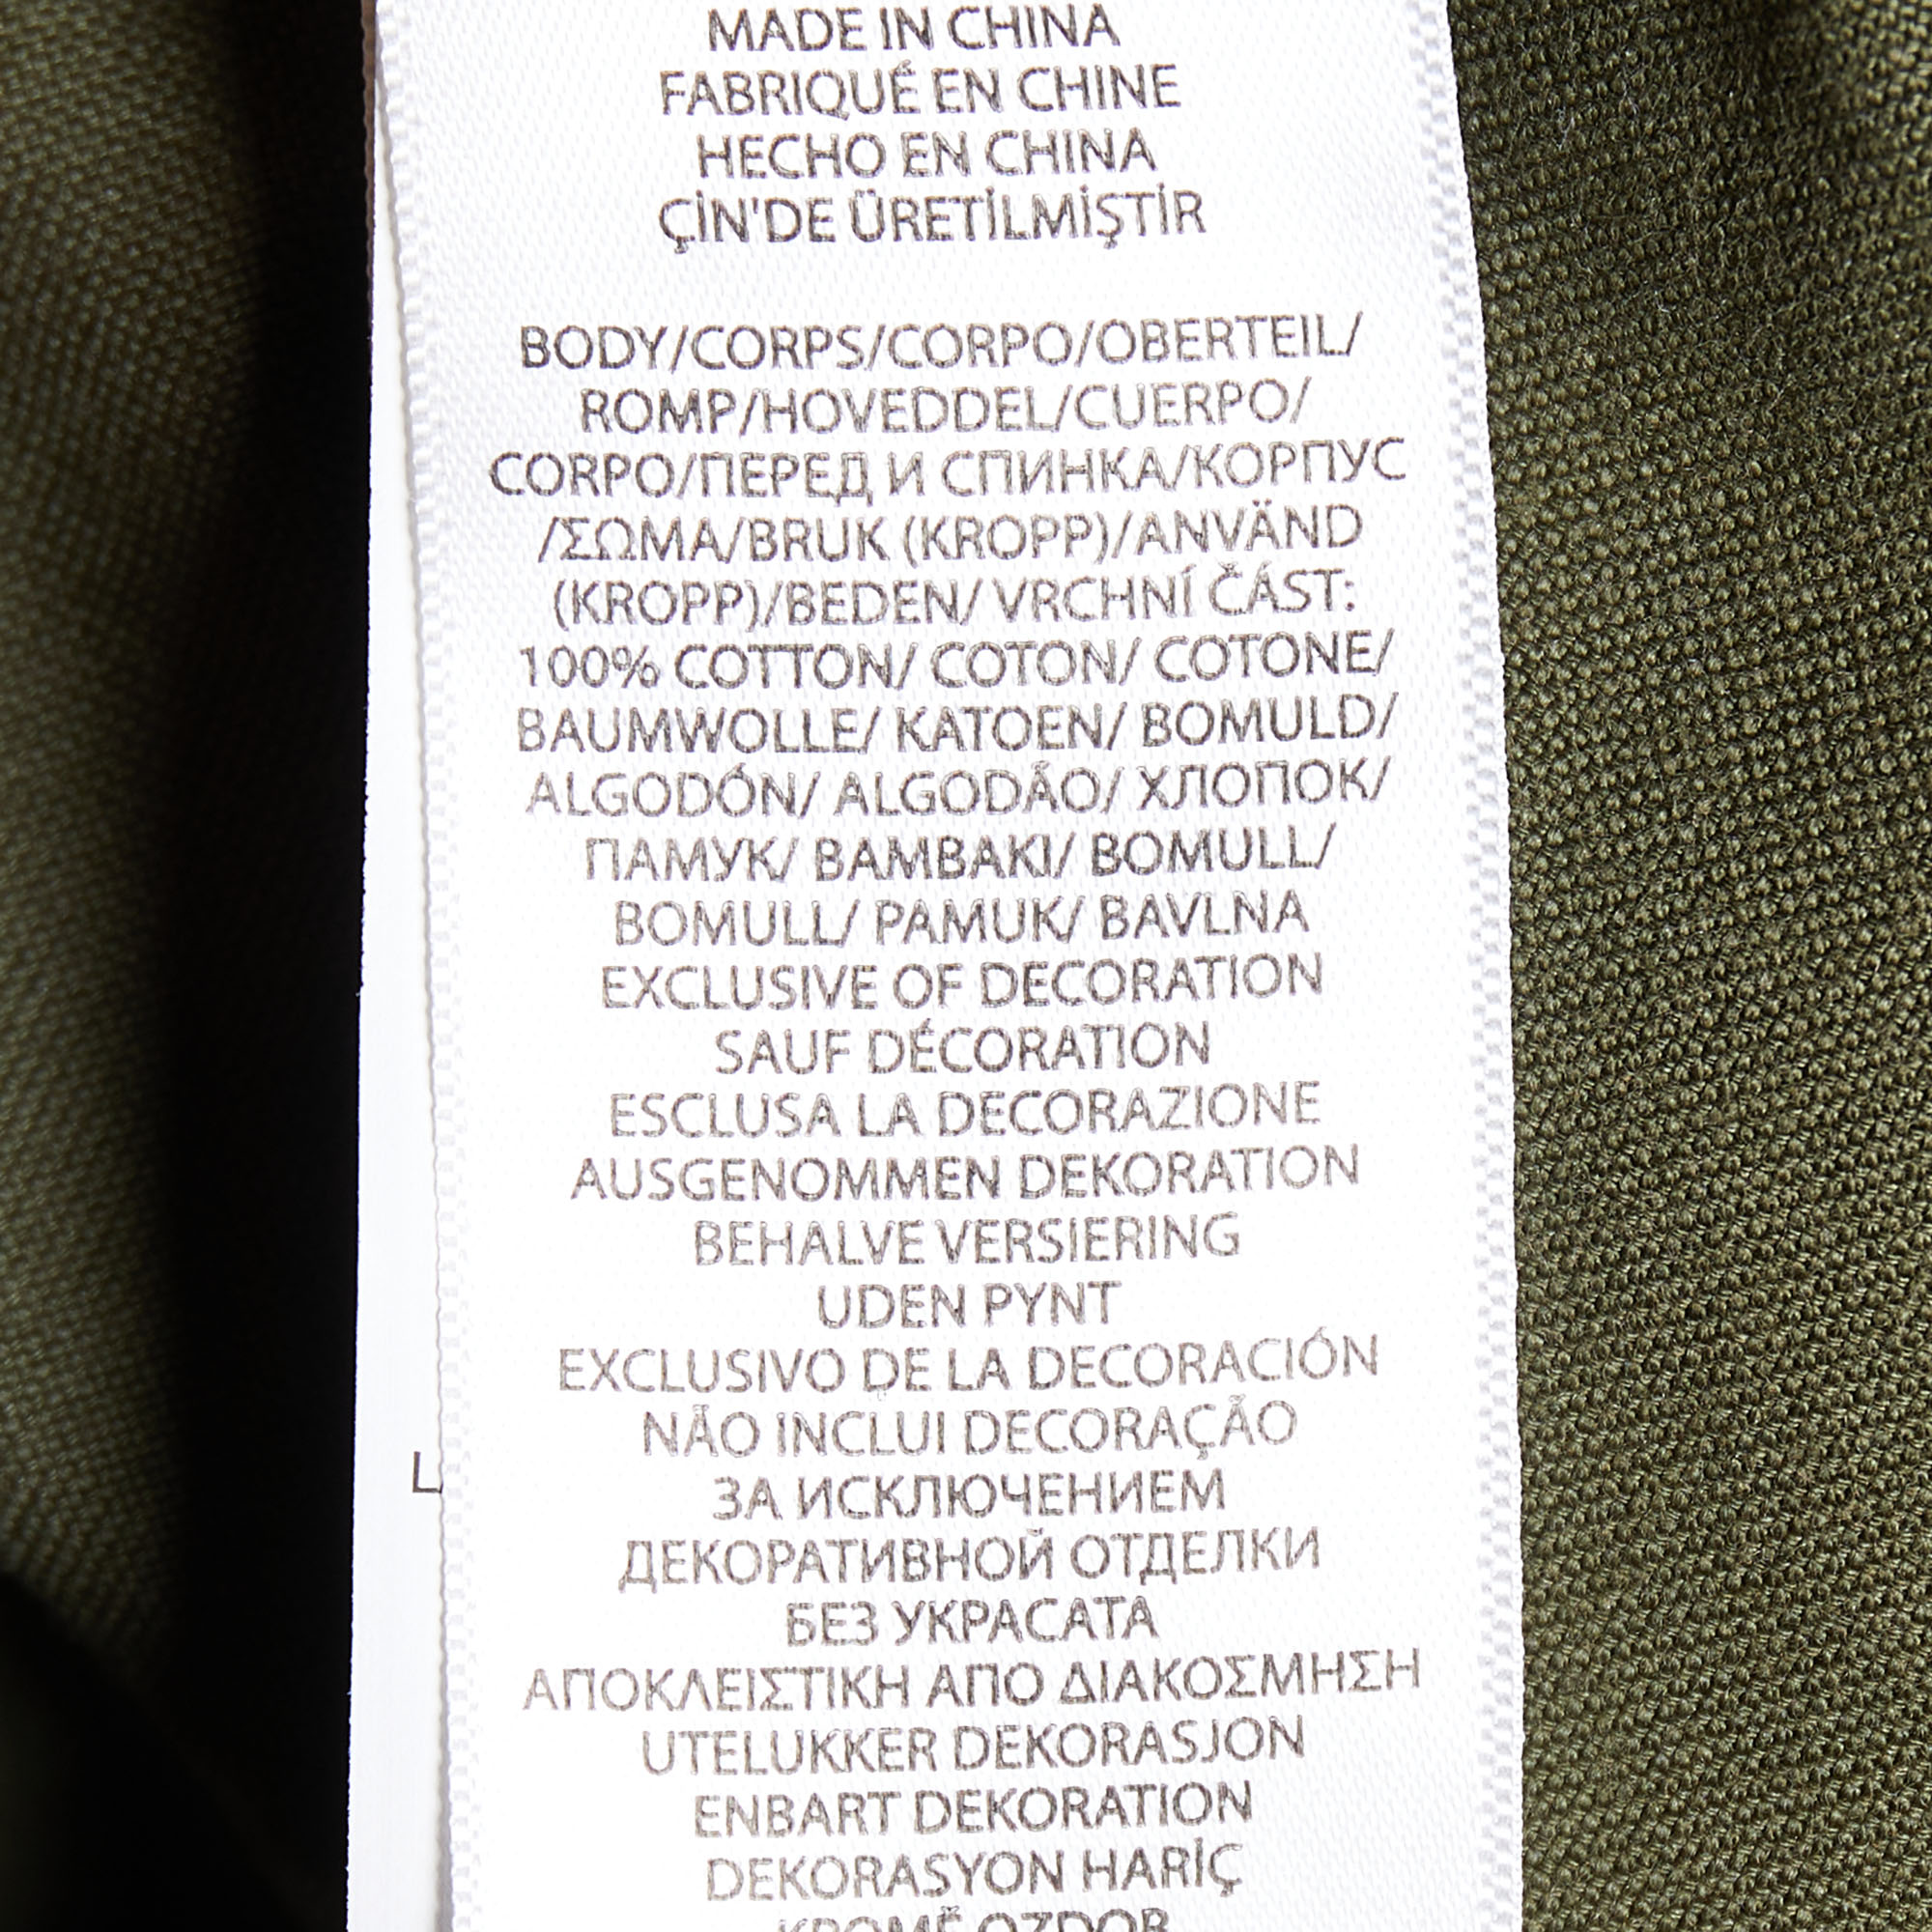 MADE IN CHINA
FABRIQUÉ EN CHINE
HECHO EN CHINA
ÇİN'DE ÜRETİLMİŞTİR
BODY/CORPS/CORPO/OBERTEIL/
ROMP/HOVEDDEL/CUERPO/
CORPO/ПЕРЕД И СПИНКА/КОРПУС
/ΣΩΜΑ/BRUK (KROPP)/ANVÄND
(KROPP)/BEDEN/ VRCHNÍ ČÁST:
100% COTTON/ COTON/ COTONE/
BAUMWOLLE/ KATOEN/ BOMULD/
ALGODÓN/ ALGODÃO/ ХЛОПОК/
ПАМУК/ BAMBAKI/ BOMULL/
BOMULL/ PAMUK/ BAVLNA
EXCLUSIVE OF DECORATION
SAUF DÉCORATION
ESCLUSA LA DECORAZIONE
AUSGENOMMEN DEKORATION
BEHALVE VERSIERING
UDEN PYNT
EXCLUSIVO DE LA DECORACIÓN
NÃO INCLUI DECORAÇÃO
ЗА ИСКЛЮЧЕНИЕМ
ДЕКОРАТИВНОЙ ОТДЕЛКИ
БЕЗ УКРАСАТА
ΑΠΟΚΛΕΙΣΤΙΚΗ ΑΠΟ ΔΙΑΚΟΣΜΗΣΗ
UTELUKKER DEKORASJON
ENBART DEKORATION
DEKORASYON HARİÇ
KROMĚ OZDOB